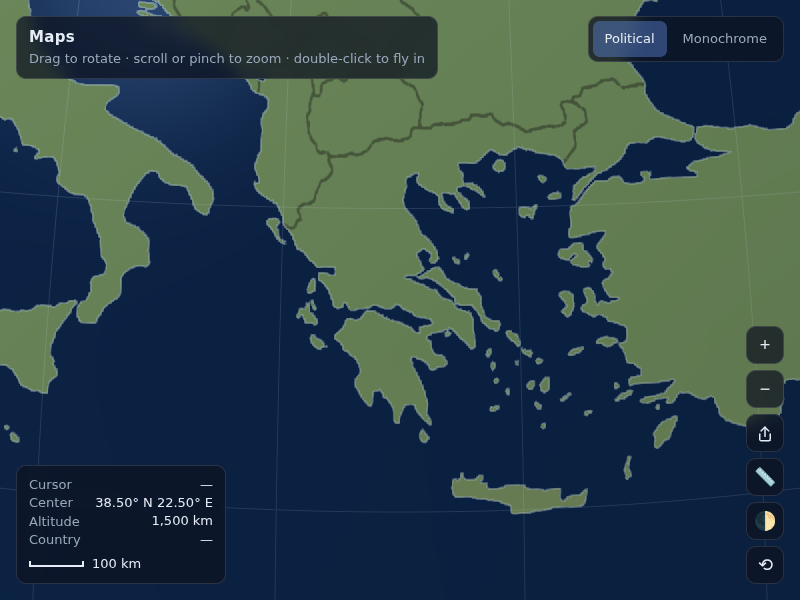 Maps
Drag to rotate · scroll or pinch to zoom · double-click to fly in
Political Monochrome
+
−
Cursor —
Center 38.50° N 22.50° E
Altitude 1,500 km
Country —
100 km